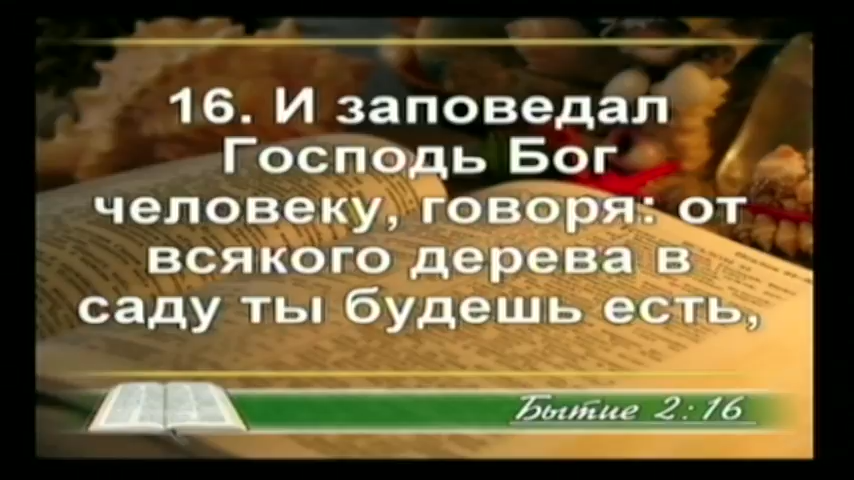 16. И заповедал
Господь Бог
человеку, говоря: от
всякого дерева в
саду ты будешь есть,
Бытие 2:16